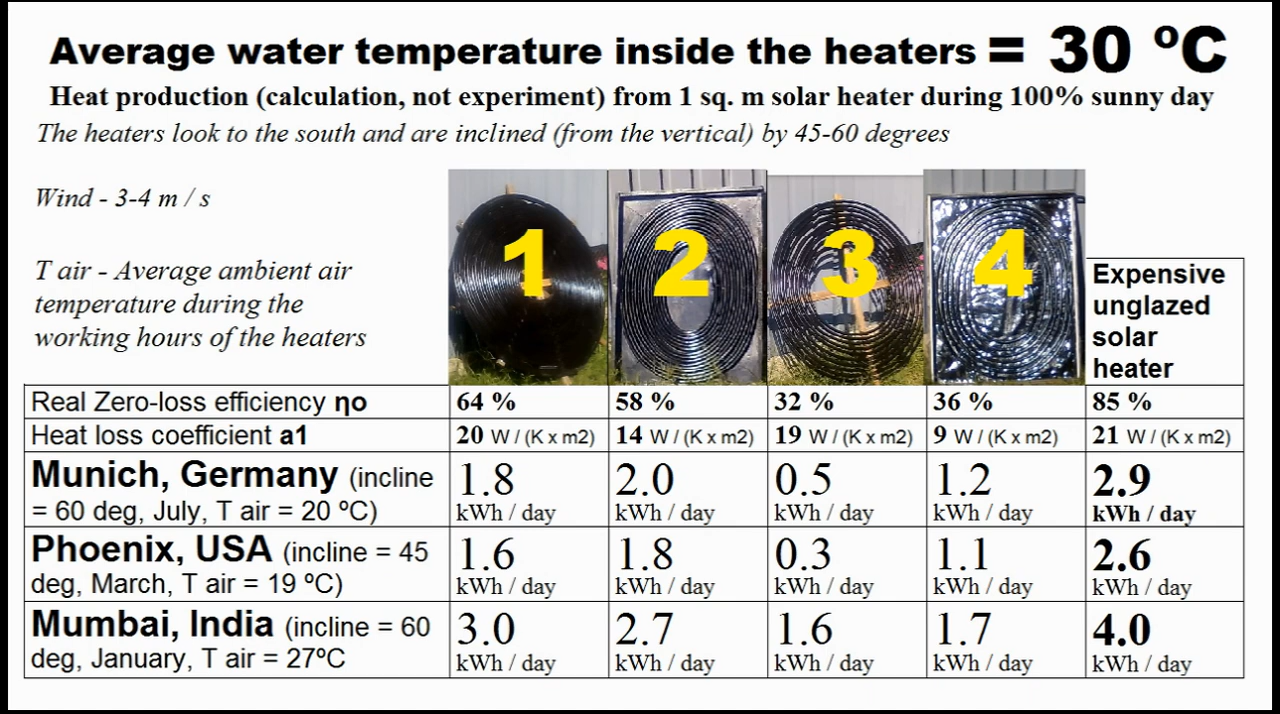 Average water temperature inside the heaters = 30 ºC
Heat production (calculation, not experiment) from 1 sq. m solar heater during 100% sunny day
The heaters look to the south and are inclined (from the vertical) by 45-60 degrees
Wind - 3-4 m / s
T air - Average ambient air
temperature during the
working hours of the heaters
1 2 3 4
Expensive
unglazed
solar
heater
Real Zero-loss efficiency ηo 64 % 58 % 32 % 36 % 85 %
Heat loss coefficient a1 20 W / (K x m2) 14 W / (K x m2) 19 W / (K x m2) 9 W / (K x m2) 21 W / (K x m2)
Munich, Germany (incline 1.8 2.0 0.5 1.2 2.9
= 60 deg, July, T air = 20 ºC) kWh / day kWh / day kWh / day kWh / day kWh / day
Phoenix, USA (incline = 45 1.6 1.8 0.3 1.1 2.6
deg, March, T air = 19 ºC) kWh / day kWh / day kWh / day kWh / day kWh / day
Mumbai, India (incline = 60 3.0 2.7 1.6 1.7 4.0
deg, January, T air = 27ºC kWh / day kWh / day kWh / day kWh / day kWh / day